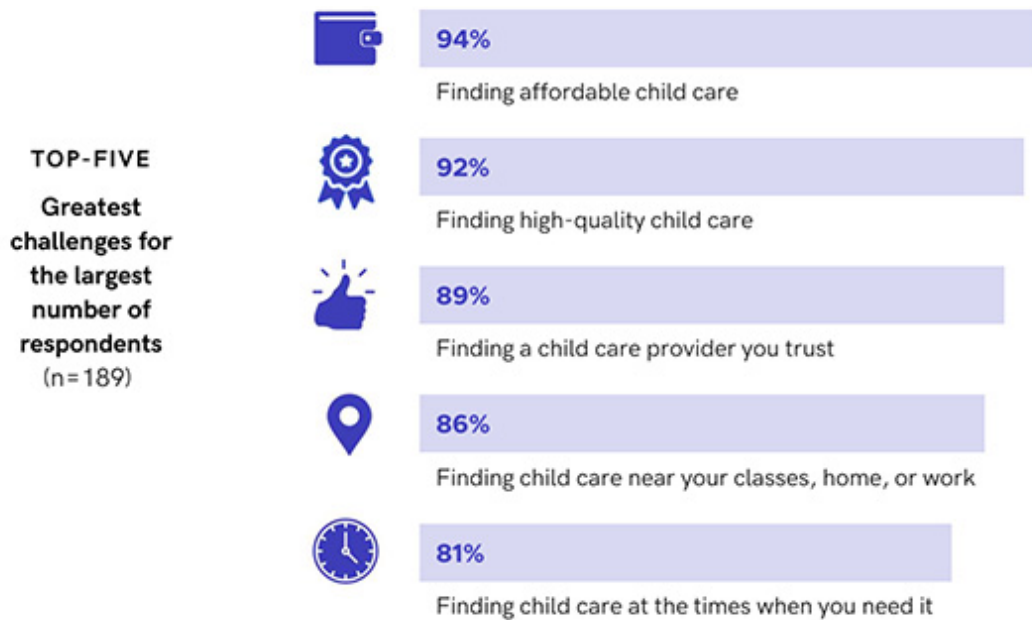 TOP-FIVE
Greatest
challenges for
the largest
number of
respondents
(n=189)
94%
Finding affordable child care
92%
Finding high-quality child care
89%
Finding a child care provider you trust
86%
Finding child care near your classes, home, or work
81%
Finding child care at the times when you need it